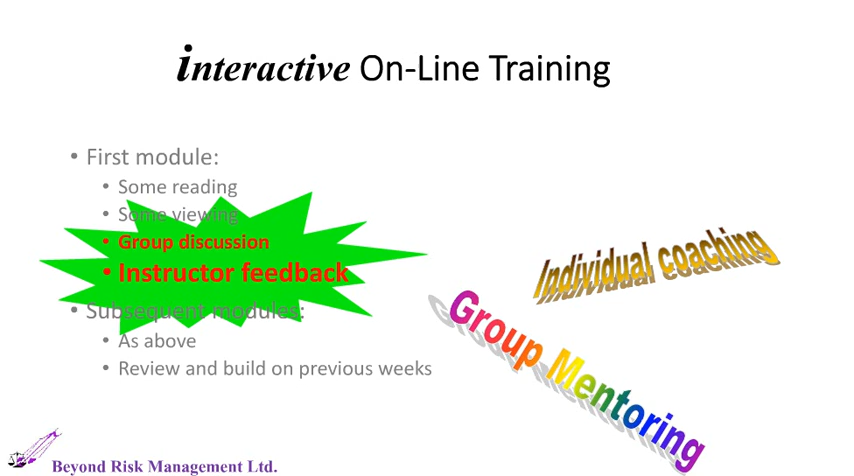 interactive On-Line Training
• First module:
• Some reading
• Some viewing
• Group discussion
• Instructor feedback
• Subsequent modules:
• As above
• Review and build on previous weeks
Individual coaching
Group Mentoring
Beyond Risk Management Ltd.